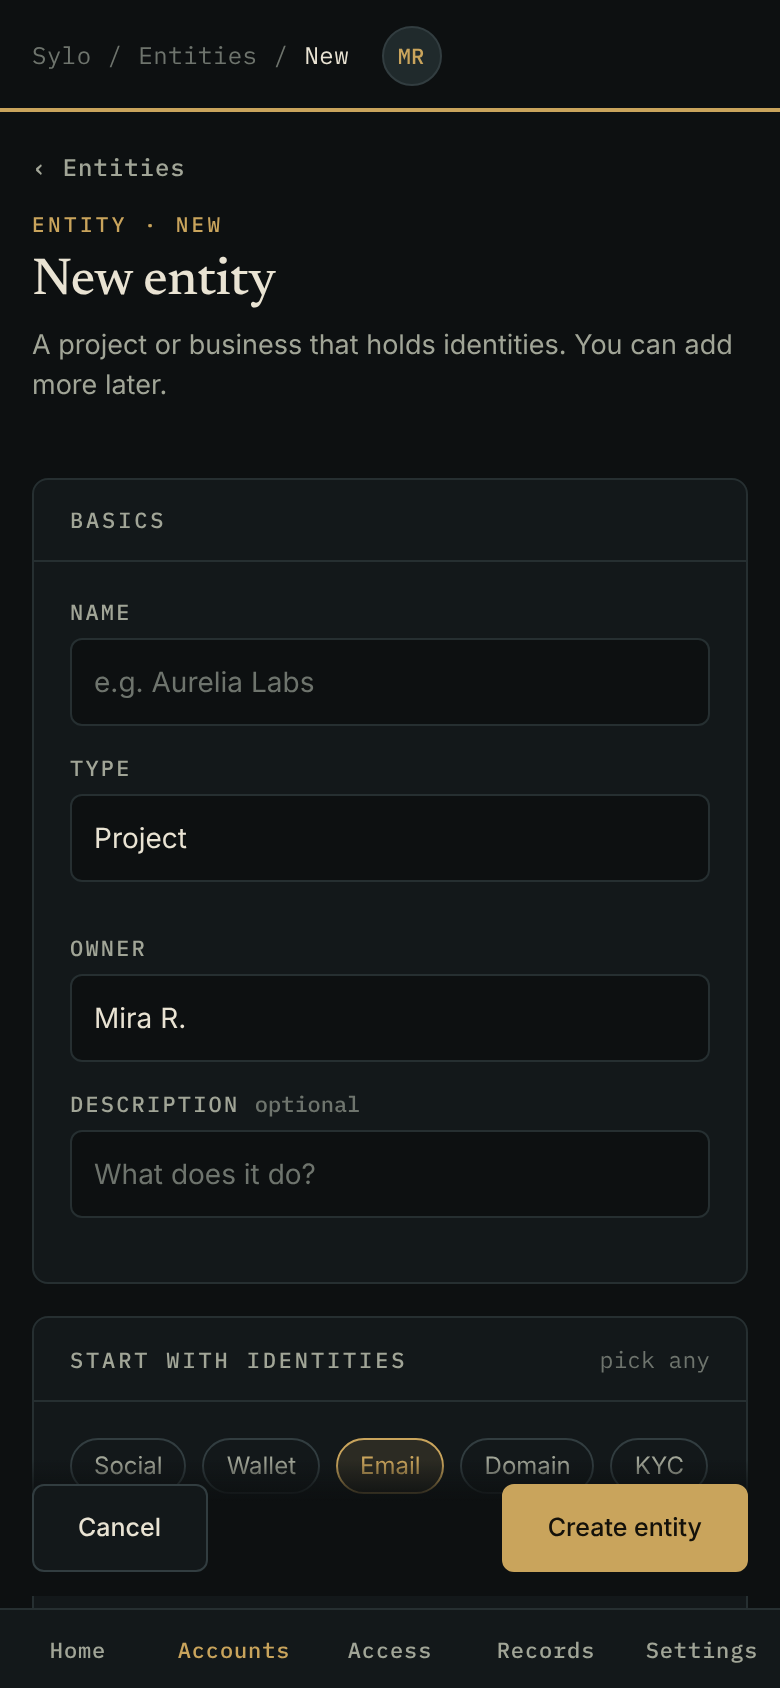 Sylo / Entities / New MR
‹ Entities
ENTITY · NEW
New entity
A project or business that holds identities. You can add
more later.
BASICS
NAME
e.g. Aurelia Labs
TYPE
Project
OWNER
Mira R.
DESCRIPTION optional
What does it do?
START WITH IDENTITIES pick any
Social Wallet Email Domain KYC
Cancel Create entity
Home Accounts Access Records Settings